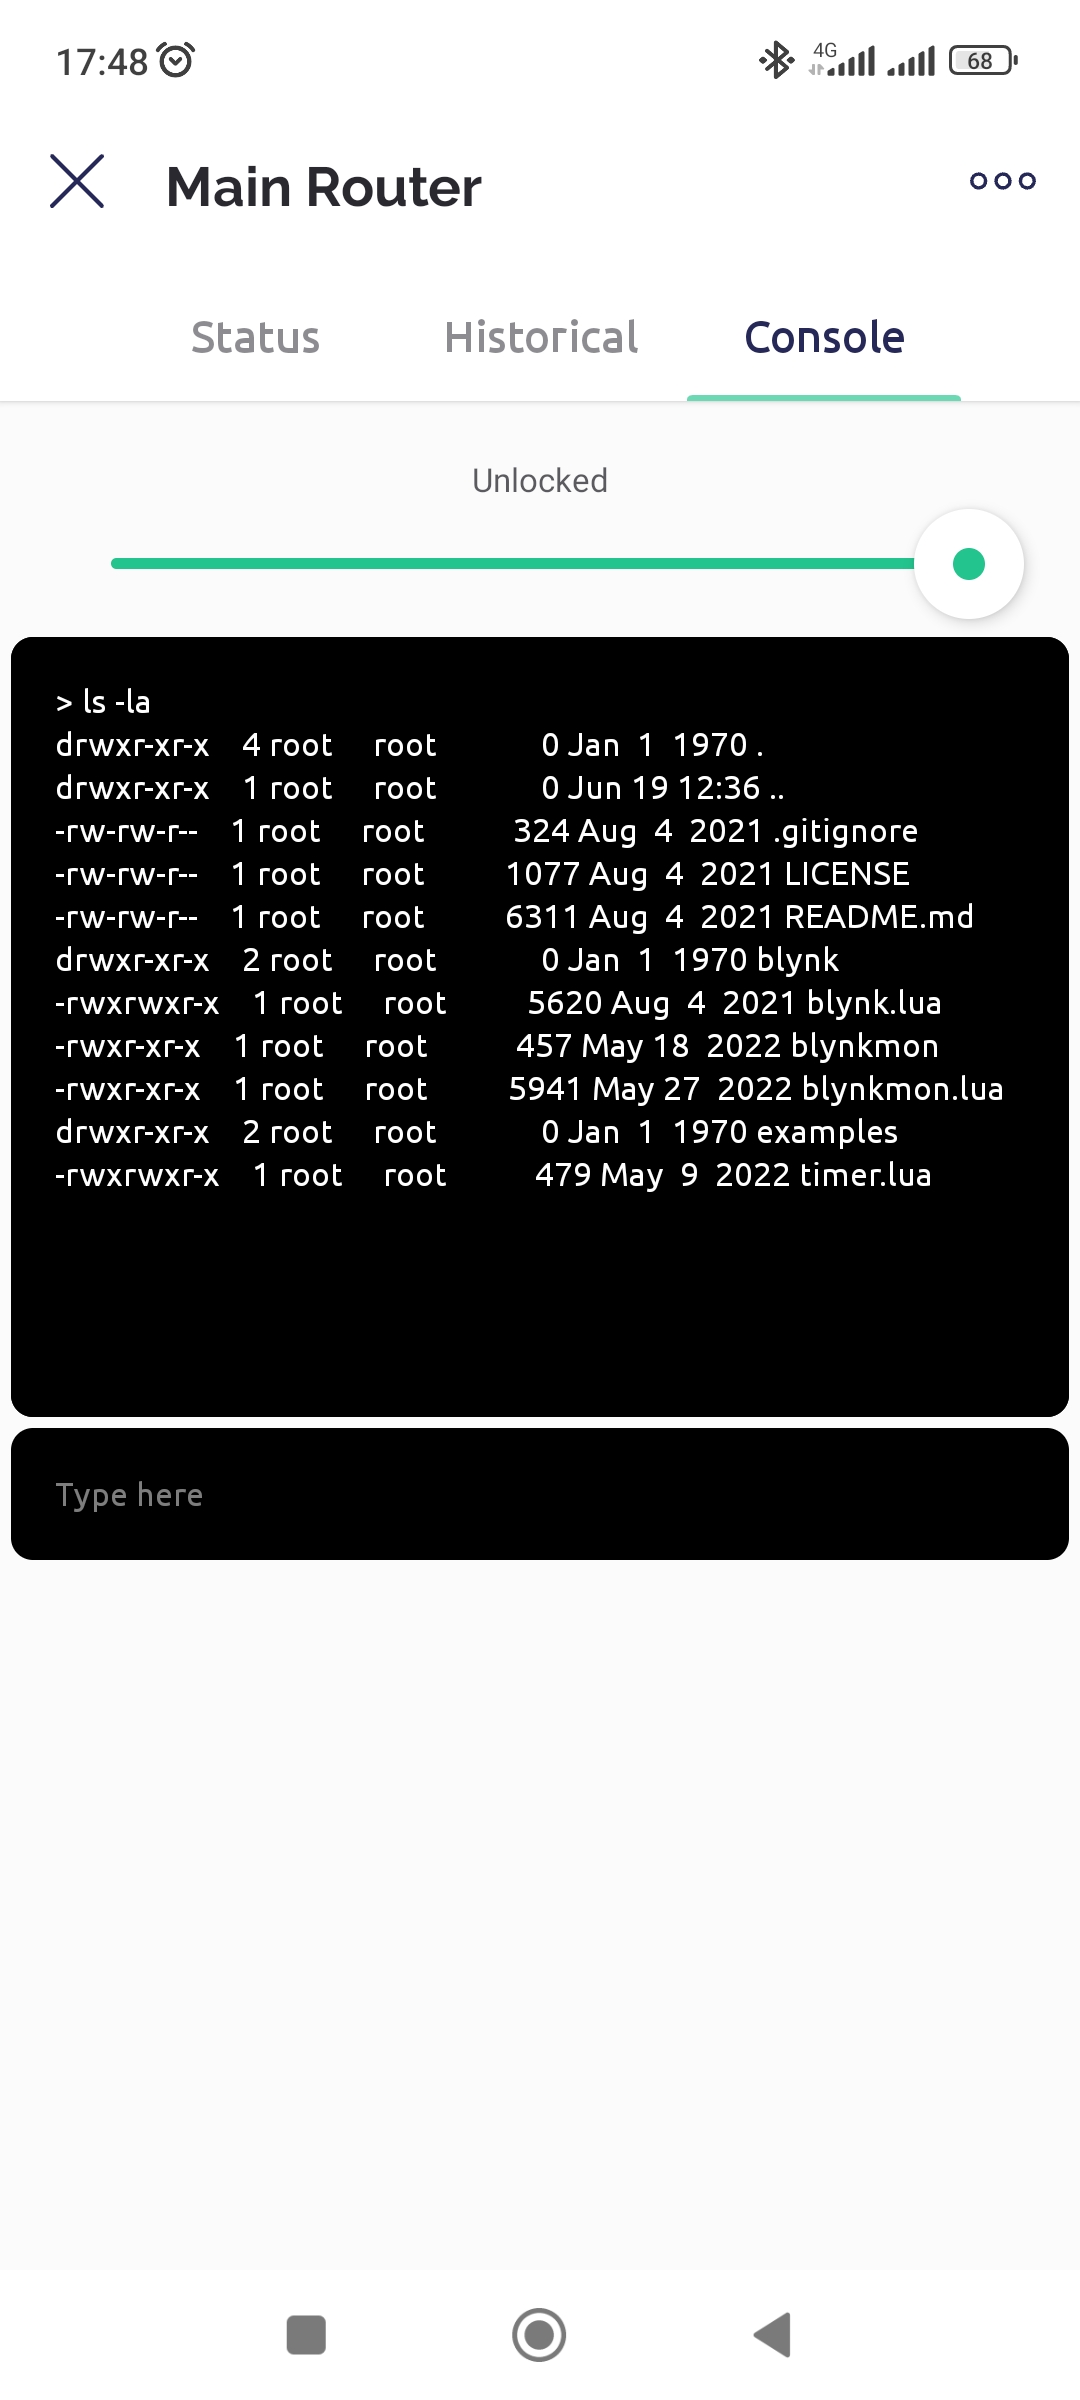 17:48
4G
68
Main Router
Status Historical Console
Unlocked
> ls -la
drwxr-xr-x    4 root     root             0 Jan  1  1970 .
drwxr-xr-x    1 root     root             0 Jun 19 12:36 ..
-rw-rw-r--    1 root     root           324 Aug  4  2021 .gitignore
-rw-rw-r--    1 root     root          1077 Aug  4  2021 LICENSE
-rw-rw-r--    1 root     root          6311 Aug  4  2021 README.md
drwxr-xr-x    2 root     root             0 Jan  1  1970 blynk
-rwxrwxr-x    1 root     root          5620 Aug  4  2021 blynk.lua
-rwxr-xr-x    1 root     root           457 May 18  2022 blynkmon
-rwxr-xr-x    1 root     root          5941 May 27  2022 blynkmon.lua
drwxr-xr-x    2 root     root             0 Jan  1  1970 examples
-rwxrwxr-x    1 root     root           479 May  9  2022 timer.lua
Type here